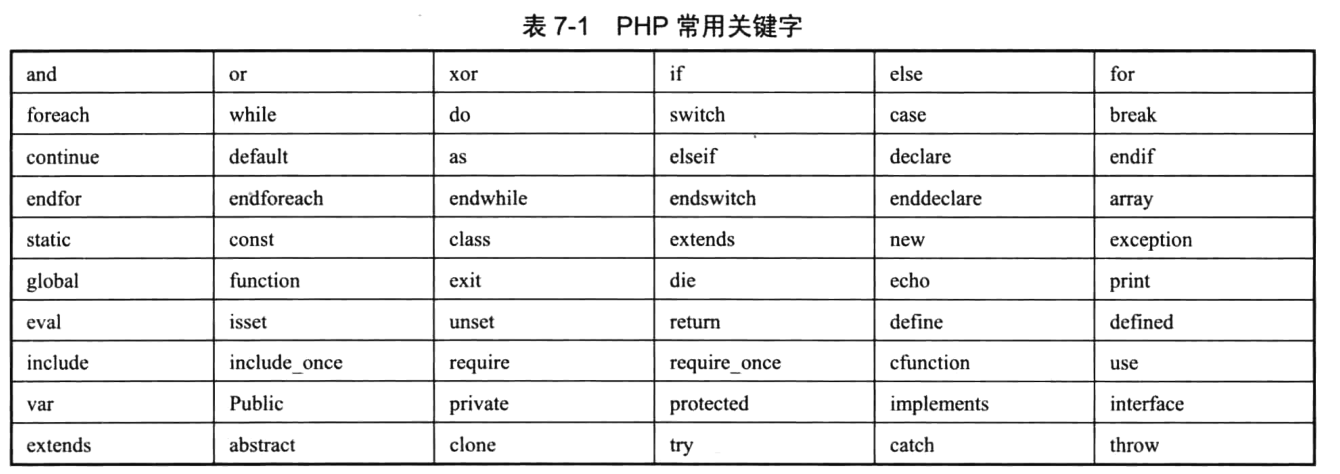 表 7-1 PHP 常用关键字
and or xor if else for
foreach while do switch case break
continue default as elseif declare endif
endfor endforeach endwhile endswitch enddeclare array
static const class extends new exception
global function exit die echo print
eval isset unset return define defined
include include_once require require_once cfunction use
var Public private protected implements interface
extends abstract clone try catch throw